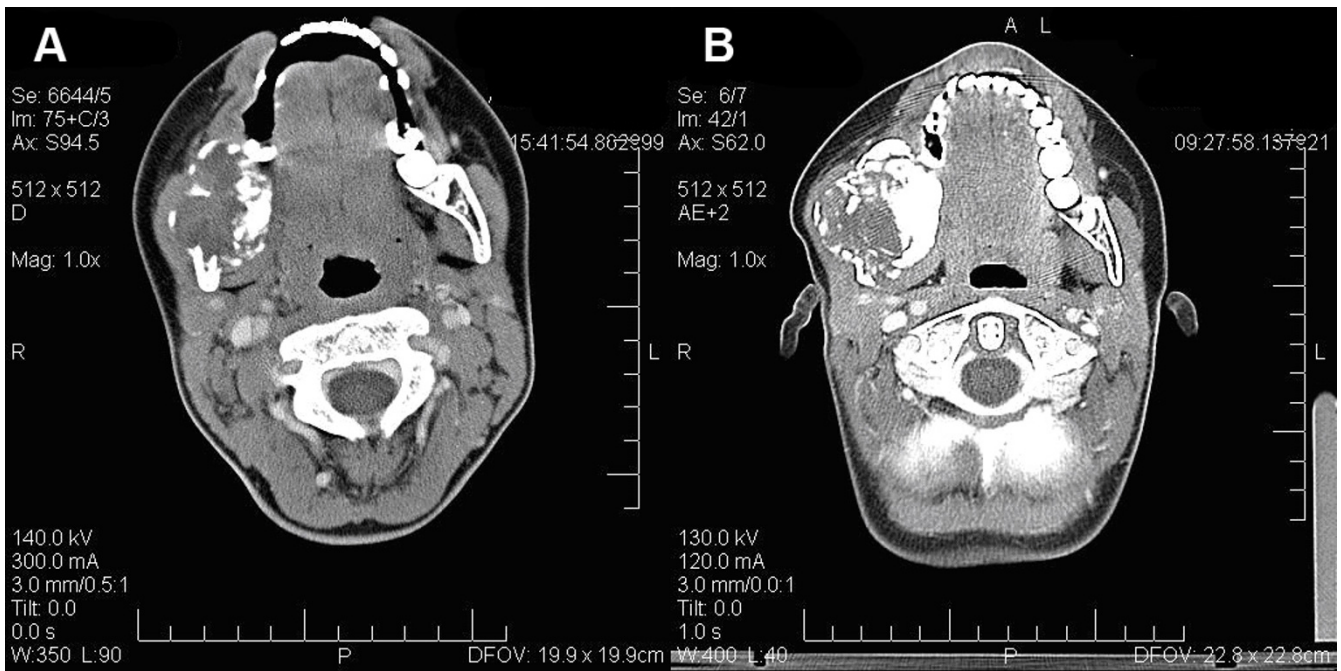 A
Se: 6644/5
Im: 75+C/3
Ax: S94.5
512 x 512
D
Mag: 1.0x
R
L
140.0 kV
300.0 mA
3.0 mm/0.5:1
Tilt: 0.0
0.0 s
W:350 L:90
P
DFOV: 19.9 x 19.9cm
B
A L
Se: 6/7
Im: 42/1
Ax: S62.0
512 x 512
AE+2
Mag: 1.0x
R
L
130.0 kV
120.0 mA
3.0 mm/0.0:1
Tilt: 0.0
1.0 s
W:400 L:40
P
DFOV: 22.8 x 22.8cm